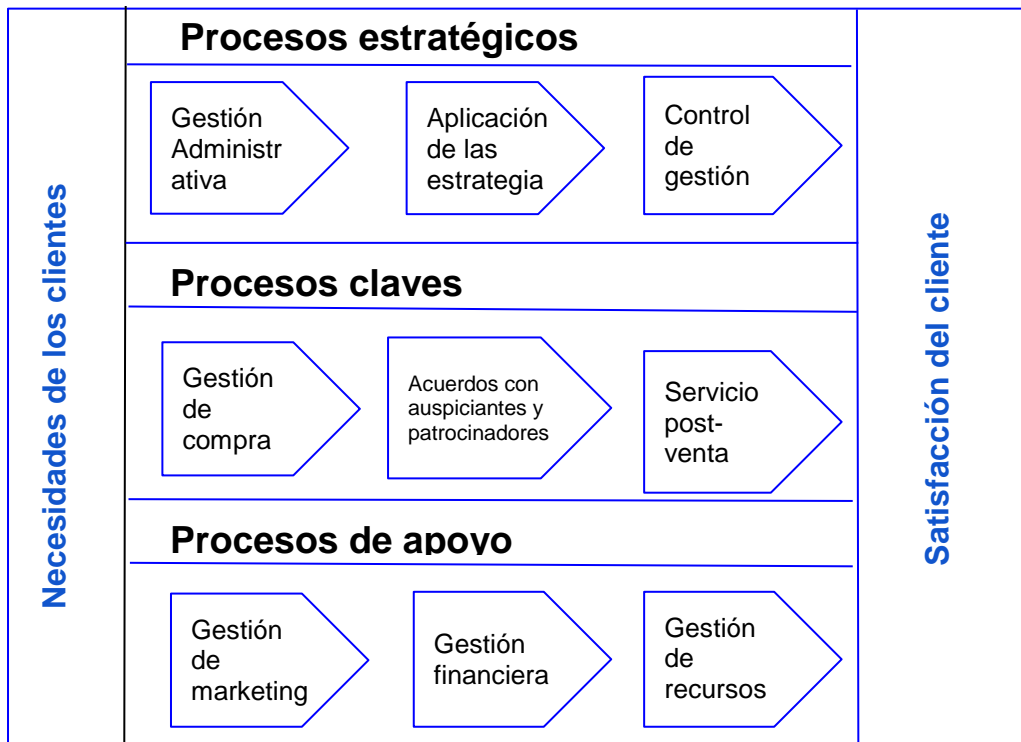 Necesidades de los clientes
Procesos estratégicos
Gestión
Administr
ativa
Aplicación
de las
estrategia
Control
de
gestión
Procesos claves
Gestión
de
compra
Acuerdos con
auspiciantes y
patrocinadores
Servicio
post-
venta
Procesos de apoyo
Gestión
de
marketing
Gestión
financiera
Gestión
de
recursos
Satisfacción del cliente